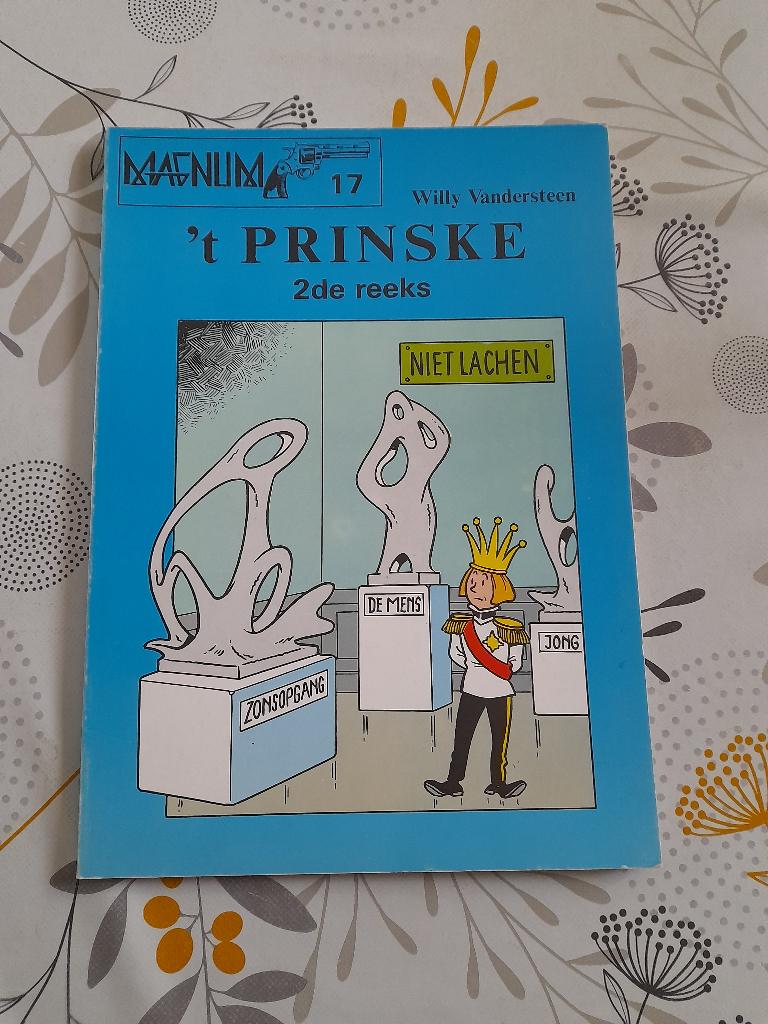 MAGNUM 17
Willy Vandersteen
't PRINSKE
2de reeks
NIET LACHEN
DE MENS
JONG
ZONSOPGANG